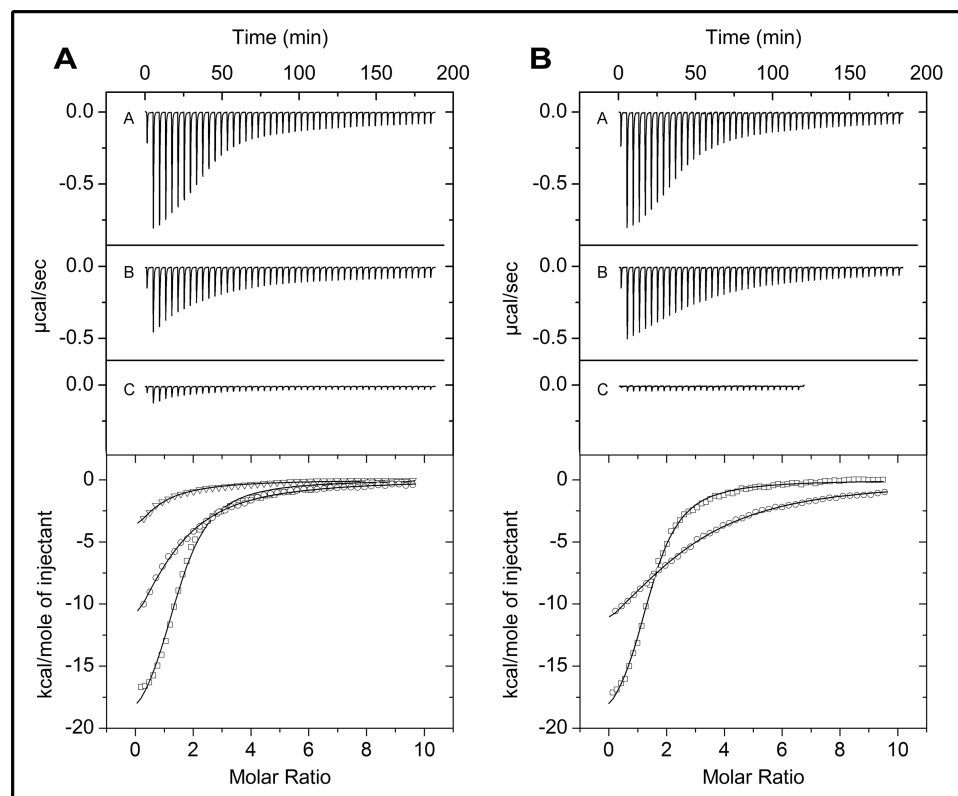 A
Time (min)
0 50 100 150 200
A
0.0
-0.5
B
0.0
-0.5
C
0.0
µcal/sec
0
-5
-10
-15
-20
kcal/mole of injectant
0 2 4 6 8 10
Molar Ratio
B
Time (min)
0 50 100 150 200
A
0.0
-0.5
B
0.0
-0.5
C
0.0
µcal/sec
0
-5
-10
-15
-20
kcal/mole of injectant
0 2 4 6 8 10
Molar Ratio